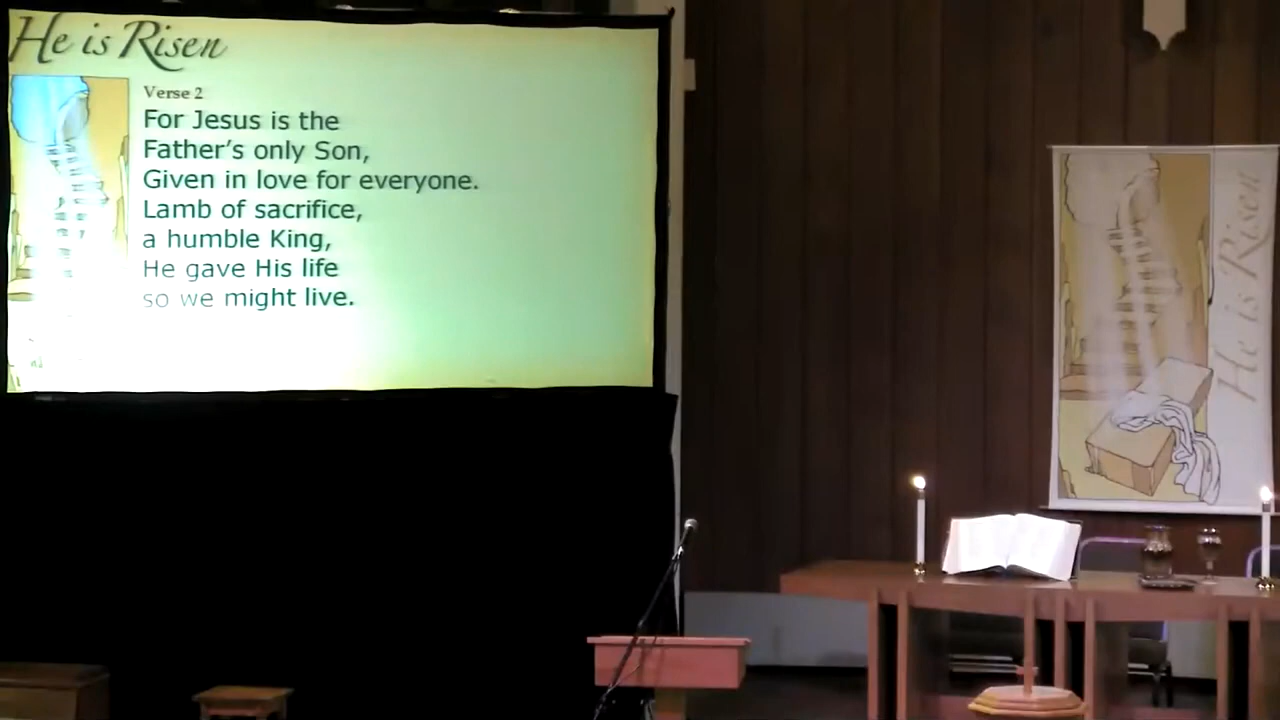 He is Risen
Verse 2
For Jesus is the
Father's only Son,
Given in love for everyone.
Lamb of sacrifice,
a humble King,
He gave His life
so we might live.
He is Risen